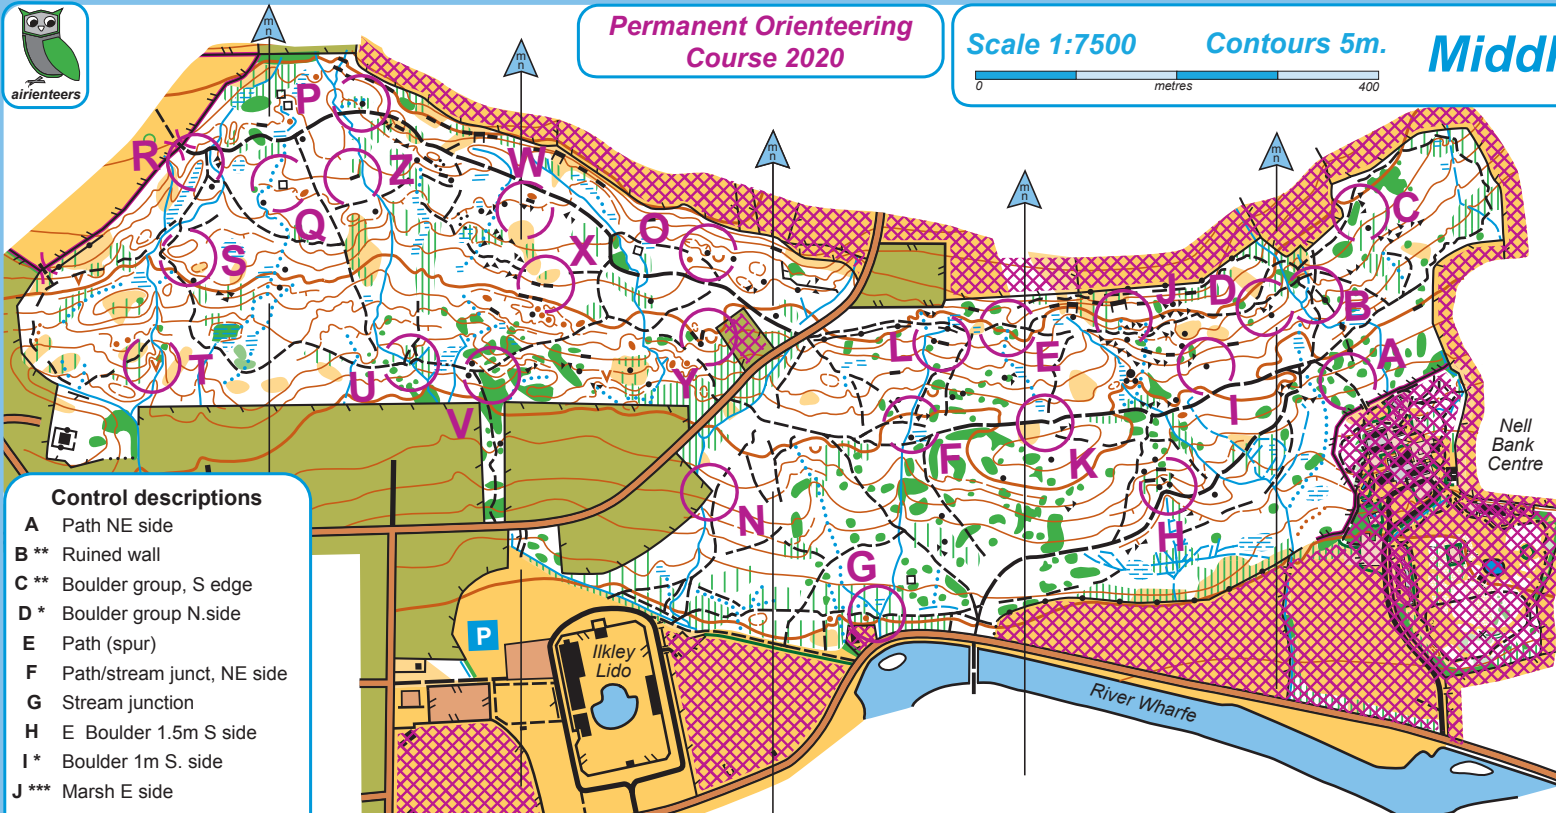 airienteers
Permanent Orienteering
Course 2020
Scale 1:7500
Contours 5m.
Middl
0
metres
400
m
n
m
n
m
n
m
n
m
n
P
R
Z
W
Q
S
X
O
T
U
V
Y
N
L
E
J
D
B
C
A
I
K
F
H
G
Nell
Bank
Centre
P
Ilkley
Lido
River Wharfe
Control descriptions
A Path NE side
B ** Ruined wall
C ** Boulder group, S edge
D * Boulder group N.side
E Path (spur)
F Path/stream junct, NE side
G Stream junction
H E Boulder 1.5m S side
I * Boulder 1m S. side
J *** Marsh E side